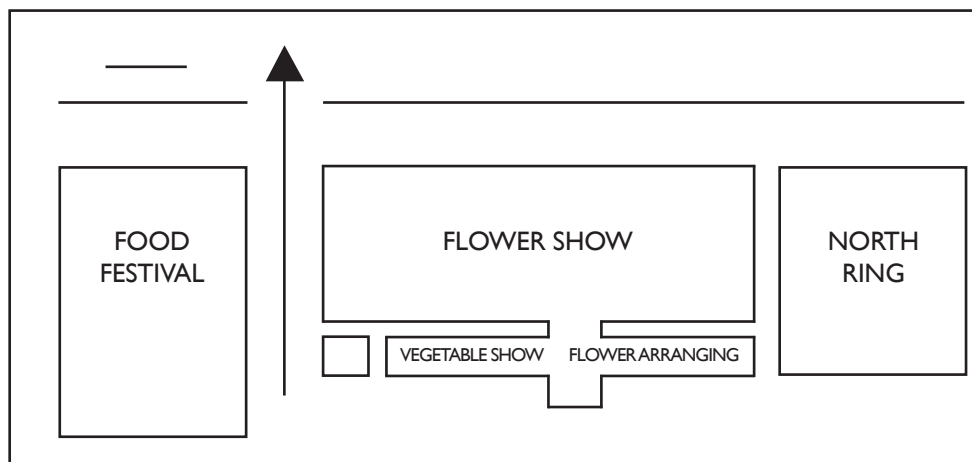 FOOD
FESTIVAL
FLOWER SHOW
NORTH
RING
VEGETABLE SHOW
FLOWER ARRANGING